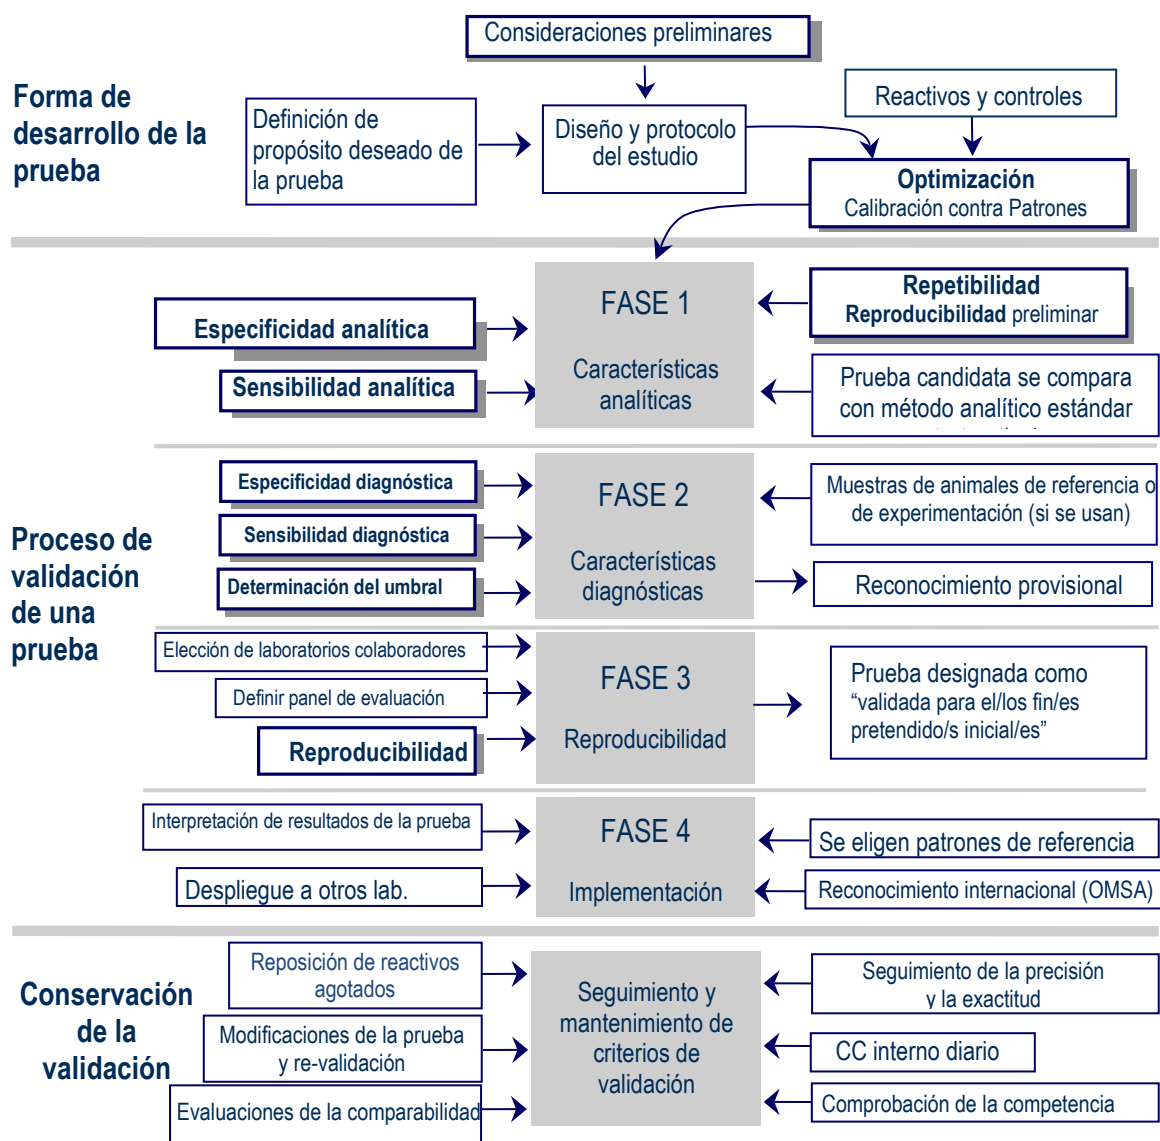 Consideraciones preliminares
Forma de
desarrollo de la
prueba
Definición de
propósito deseado de
la prueba
Diseño y protocolo
del estudio
Reactivos y controles
Optimización
Calibración contra Patrones
Especificidad analítica
Sensibilidad analítica
FASE 1
Características
analíticas
Repetibilidad
Reproducibilidad preliminar
Prueba candidata se compara
con método analítico estándar
Proceso de
validación
de una
prueba
Especificidad diagnóstica
Sensibilidad diagnóstica
Determinación del umbral
FASE 2
Características
diagnósticas
Muestras de animales de referencia o
de experimentación (si se usan)
Reconocimiento provisional
Elección de laboratorios colaboradores
Definir panel de evaluación
Reproducibilidad
FASE 3
Reproducibilidad
Prueba designada como
“validada para el/los fin/es
pretendido/s inicial/es”
Interpretación de resultados de la prueba
Despliegue a otros lab.
FASE 4
Implementación
Se eligen patrones de referencia
Reconocimiento internacional (OMSA)
Conservación
de la
validación
Reposición de reactivos
agotados
Modificaciones de la prueba
y re-validación
Evaluaciones de la comparabilidad
Seguimiento y
mantenimiento de
criterios de
validación
Seguimiento de la precisión
y la exactitud
CC interno diario
Comprobación de la competencia